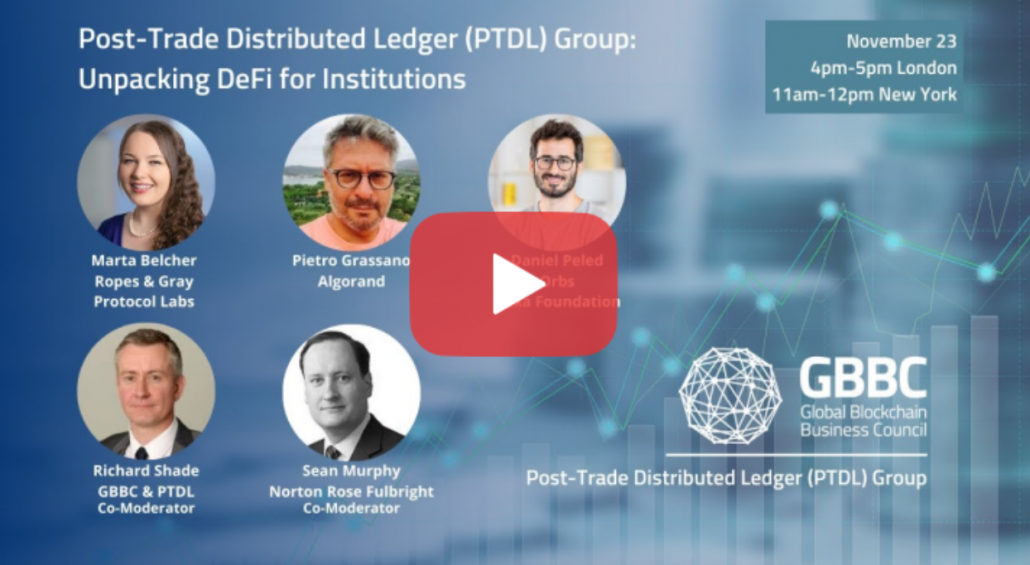 Post-Trade Distributed Ledger (PTDL) Group:
Unpacking DeFi for Institutions
November 23
4pm-5pm London
11am-12pm New York
Marta Belcher
Ropes & Gray
Protocol Labs
Pietro Grassano
Algorand
Daniel Peled
Orbs
Foundation
Richard Shade
GBBC & PTDL
Co-Moderator
Sean Murphy
Norton Rose Fulbright
Co-Moderator
GBBC
Global Blockchain
Business Council
Post-Trade Distributed Ledger (PTDL) Group